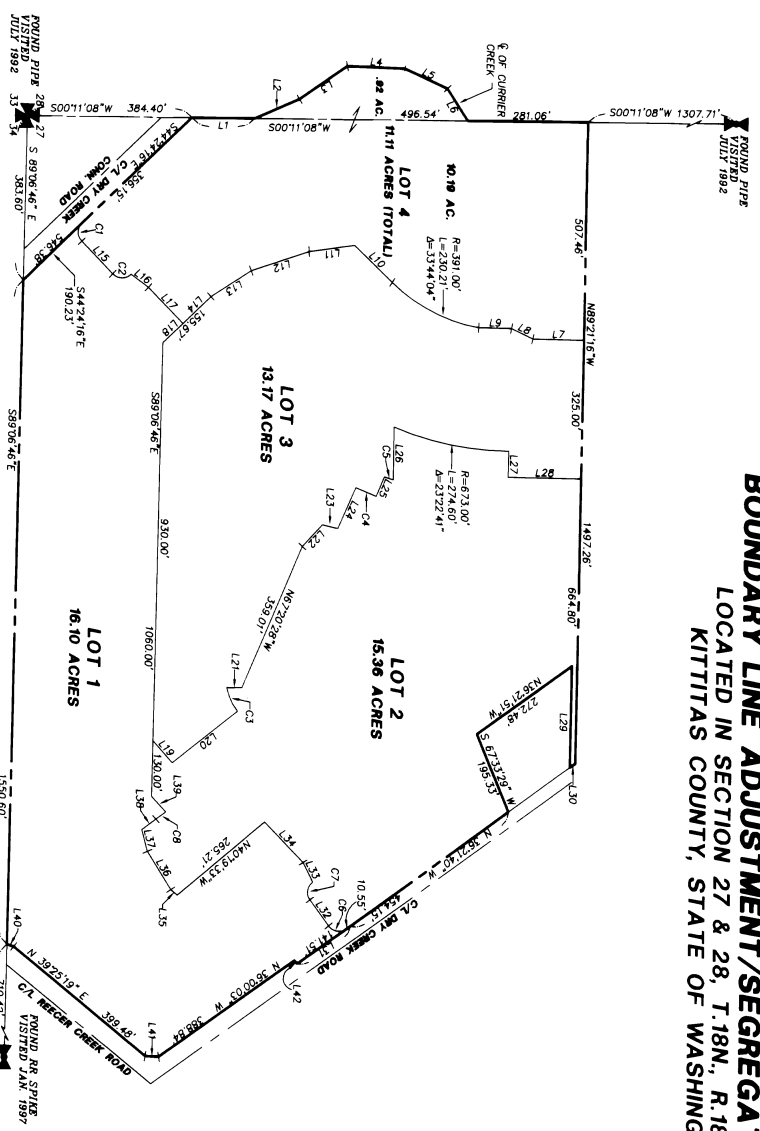 BOUNDARY LINE ADJUSTMENT/SEGREGAT
LOCATED IN SECTION 27 & 28, T.18N., R.18
KITTITAS COUNTY, STATE OF WASHING
FOUND PIPE
VISITED
JULY 1992
S00°11'08"W 1307.71'
507.46'
N89°21'16"W
325.00'
1497.26'
664.80'
281.06'
℄ OF CURRIER
CREEK
496.54'
S00°11'08"W
384.40'
S00°11'08"W
L1
L2
L3
L4
L5
L6
.92 AC.
10.19 AC.
LOT 4
11.11 ACRES (TOTAL)
R=391.00'
L=230.21'
Δ=33°44'04"
L7
L8
L9
L10
L11
L12
L13
L14
155.67'
L18
L17
L16
C2
L15
C1
S44°24'16"E
356.15'
C/L DRY CREEK
CONN. ROAD
546.38'
S44°24'16"E
190.23'
FOUND PIPE
VISITED
JULY 1992
28 27
33 34
S 89°06'46" E
383.60'
S89°06'46"E
1550.60'
LOT 3
13.17 ACRES
S89°06'46"E
930.00'
1060.00'
130.00'
R=673.00'
L=274.60'
Δ=23°22'41"
L28
L27
L26
C5
L25
C4
L24
L23
L22
N67°20'28"W
359.01'
L21
C3
L20
L19
LOT 2
15.36 ACRES
L29
L30
N36°21'51"W
272.48'
S 67°33'29" W
195.33'
N 36°21'40" W
454.15'
C/L DRY CREEK ROAD
10.55'
C6
C7
L31
141.51'
L32
L33
L34
N40°19'33"W
265.21'
L35
L36
L37
L38
L39
C8
LOT 1
16.10 ACRES
L42
N 36°00'03" W
388.84'
L41
N 39°25'19" E
399.48'
C/L REECER CREEK ROAD
L40
FOUND RR SPIKE
VISITED JAN. 1997